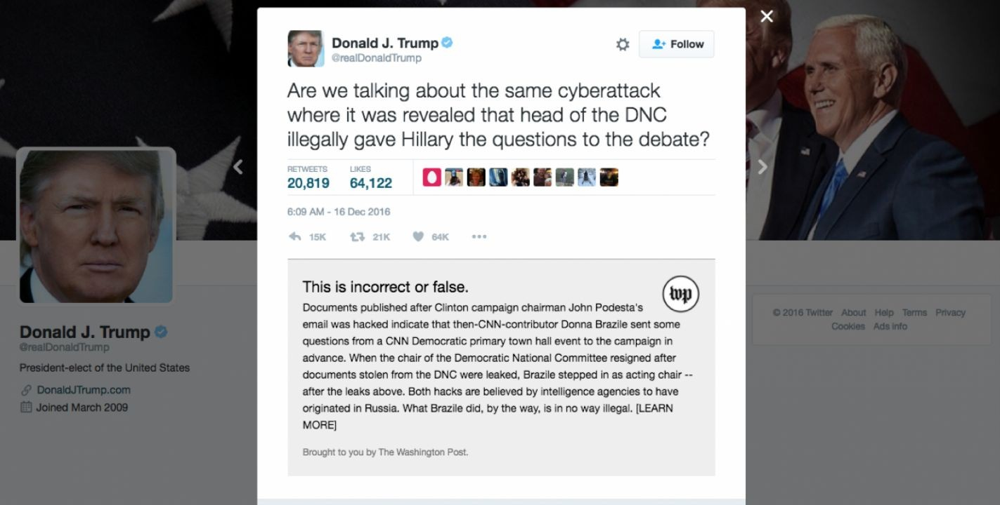 Donald J. Trump
@realDonaldTrump
Follow
Are we talking about the same cyberattack
where it was revealed that head of the DNC
illegally gave Hillary the questions to the debate?
RETWEETS LIKES
20,819 64,122
6:09 AM - 16 Dec 2016
15K 21K 64K
This is incorrect or false.
wp
Documents published after Clinton campaign chairman John Podesta's
email was hacked indicate that then-CNN-contributor Donna Brazile sent some
questions from a CNN Democratic primary town hall event to the campaign in
advance. When the chair of the Democratic National Committee resigned after
documents stolen from the DNC were leaked, Brazile stepped in as acting chair --
after the leaks above. Both hacks are believed by intelligence agencies to have
originated in Russia. What Brazile did, by the way, is in no way illegal. [LEARN
MORE]
Brought to you by The Washington Post.
Donald J. Trump
@realDonaldTrump
President-elect of the United States
DonaldJTrump.com
Joined March 2009
© 2016 Twitter About Help Terms Privacy
Cookies Ads info